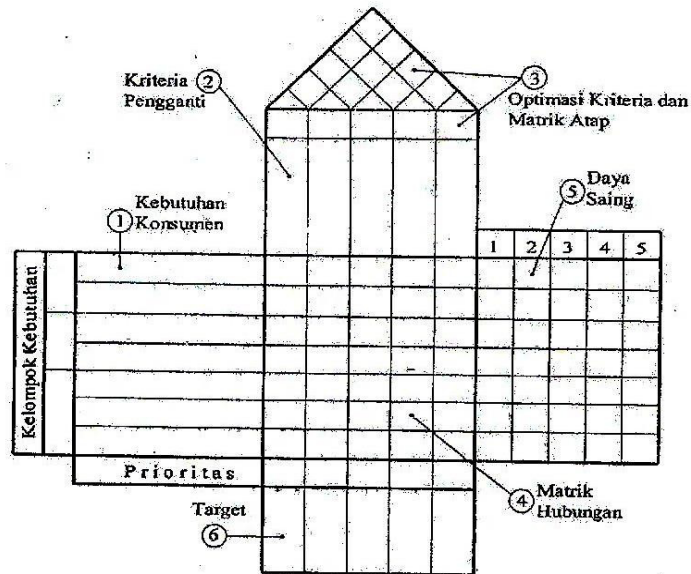 Kriteria ②
Pengganti
③
Optimasi Kriteria dan
Matrik Atap
① Kebutuhan
Konsumen
⑤ Daya
Saing
1 2 3 4 5
Kelompok Kebutuhan
Prioritas
④ Matrik
Hubungan
Target
⑥